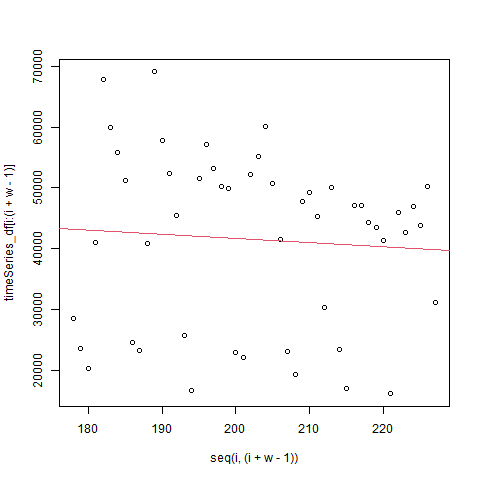 70000
60000
50000
40000
30000
20000
timeSeries_df[i:(i + w - 1)]
180 190 200 210 220
seq(i, (i + w - 1))